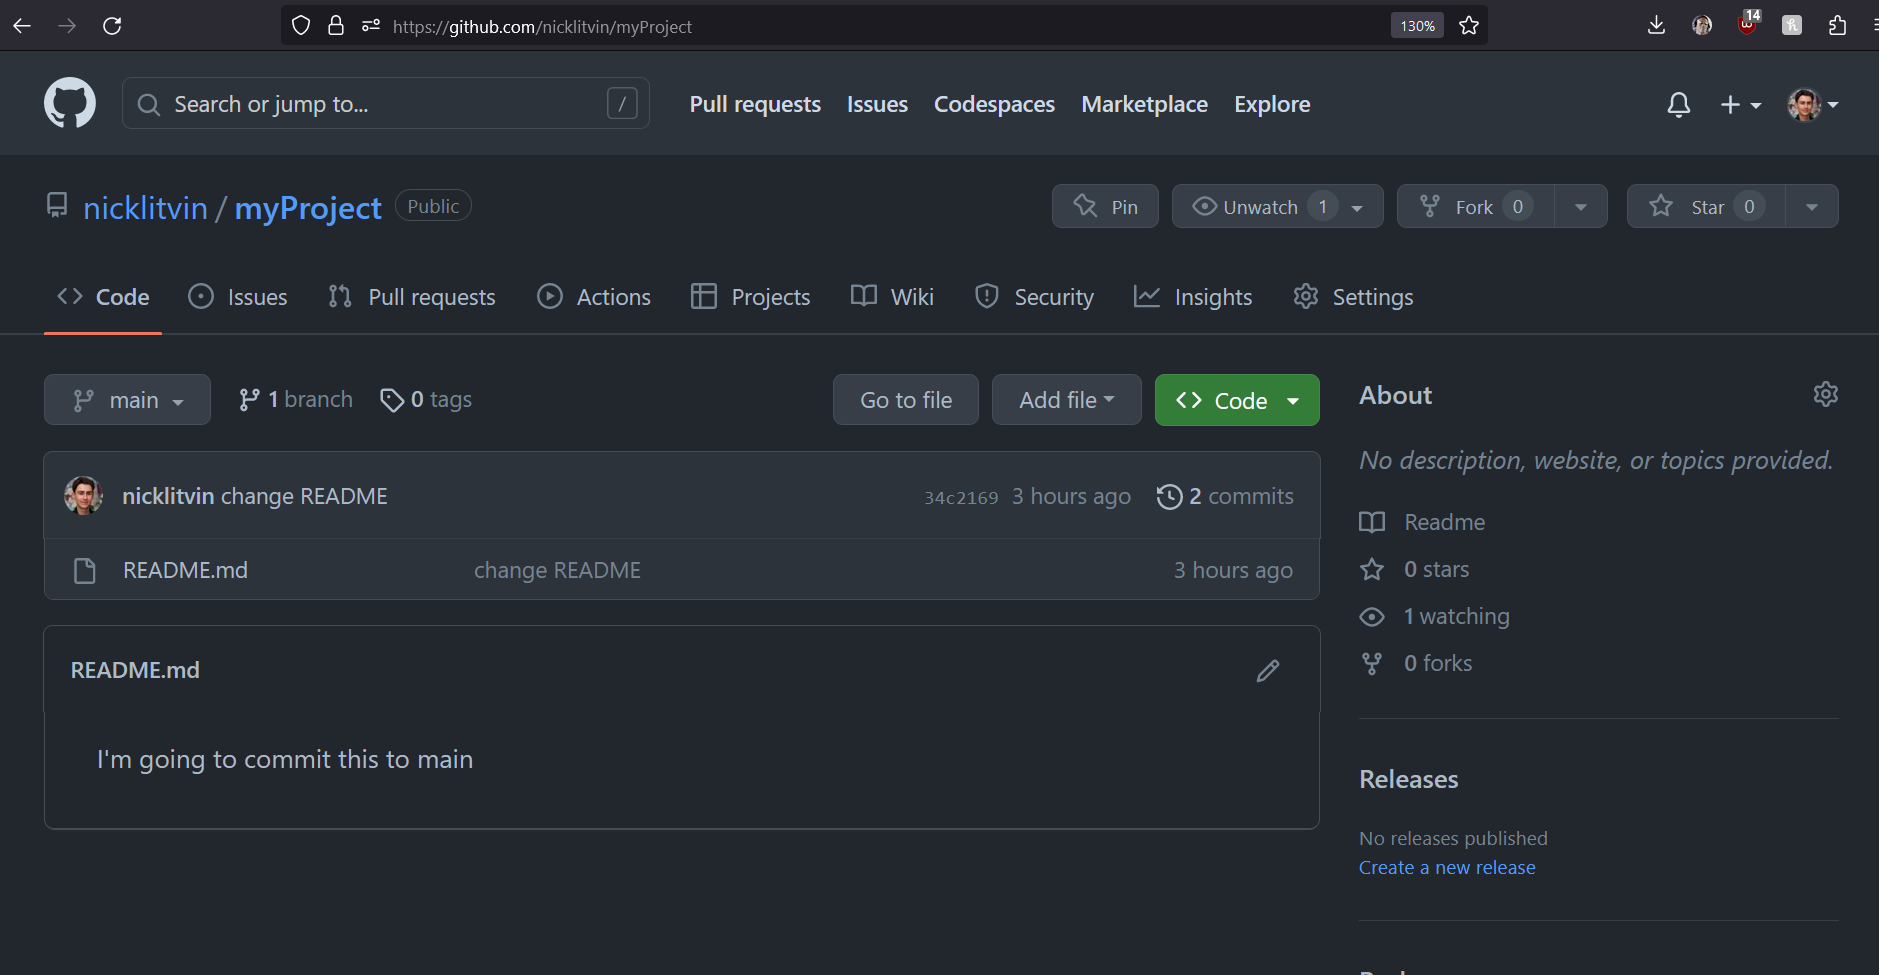 https://github.com/nicklitvin/myProject 130% 14
Search or jump to... / Pull requests Issues Codespaces Marketplace Explore
nicklitvin / myProject Public Pin Unwatch 1 Fork 0 Star 0
Code Issues Pull requests Actions Projects Wiki Security Insights Settings
main 1 branch 0 tags Go to file Add file Code
nicklitvin change README 34c2169 3 hours ago 2 commits
README.md change README 3 hours ago
README.md
I'm going to commit this to main
About
No description, website, or topics provided.
Readme
0 stars
1 watching
0 forks
Releases
No releases published
Create a new release